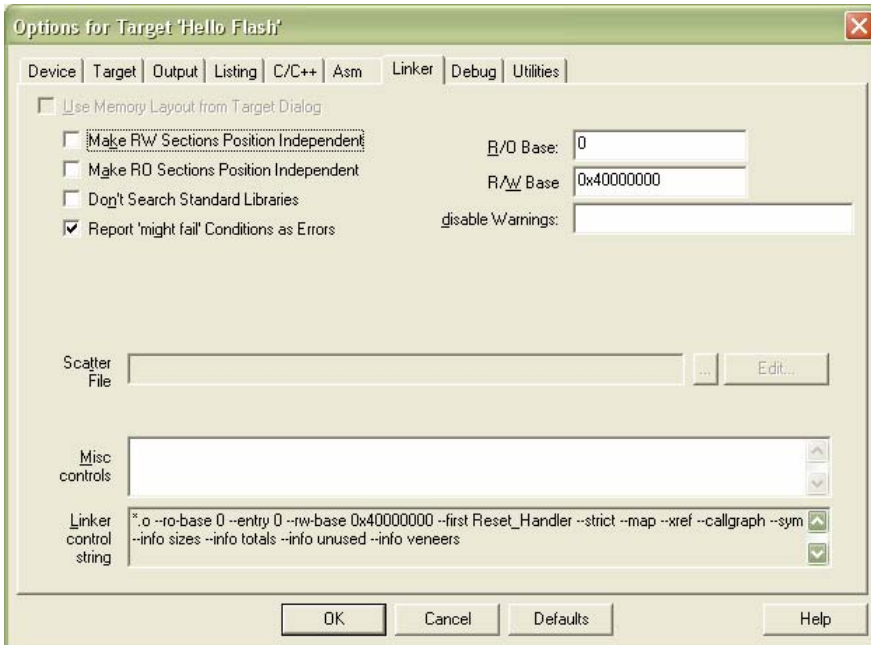 Options for Target 'Hello Flash'
Device Target Output Listing C/C++ Asm Linker Debug Utilities
Use Memory Layout from Target Dialog
Make RW Sections Position Independent
Make RO Sections Position Independent
Don't Search Standard Libraries
Report 'might fail' Conditions as Errors
R/O Base: 0
R/W Base 0x40000000
disable Warnings:
Scatter
File
... Edit...
Misc
controls
Linker
control
string
*.o --ro-base 0 --entry 0 --rw-base 0x40000000 --first Reset_Handler --strict --map --xref --callgraph --sym
--info sizes --info totals --info unused --info veneers
OK Cancel Defaults Help